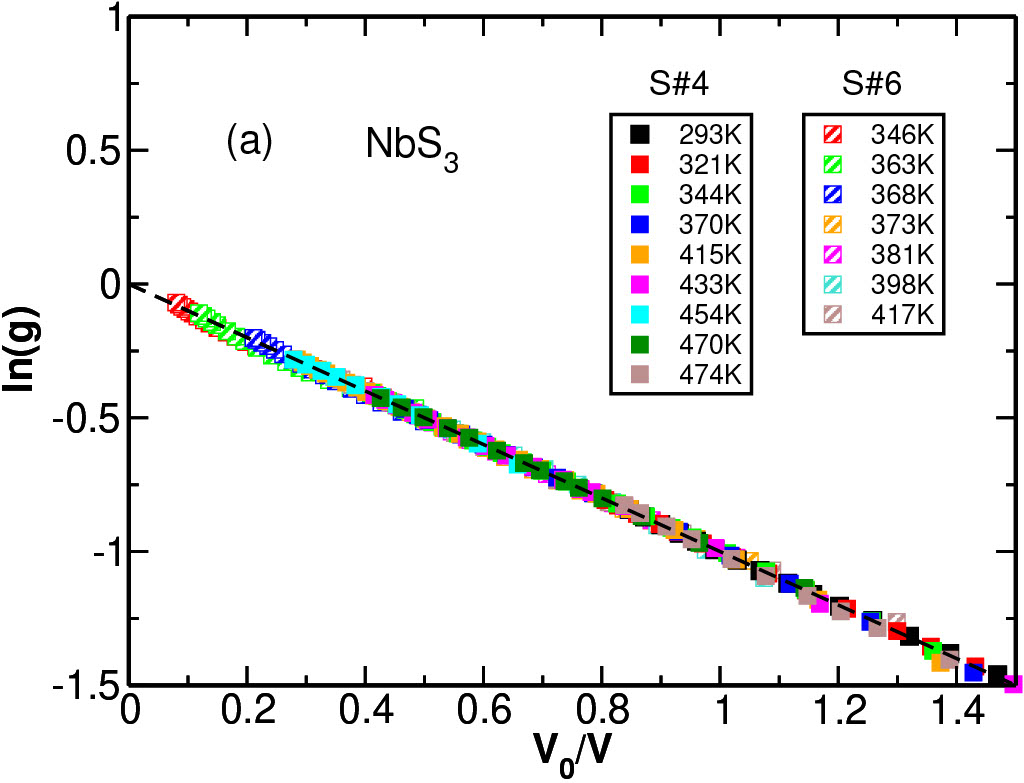 1
0.5
0
-0.5
-1
-1.5
ln(g)
(a) NbS₃
S#4
293K
321K
344K
370K
415K
433K
454K
470K
474K
S#6
346K
363K
368K
373K
381K
398K
417K
0 0.2 0.4 0.6 0.8 1 1.2 1.4
V₀/V